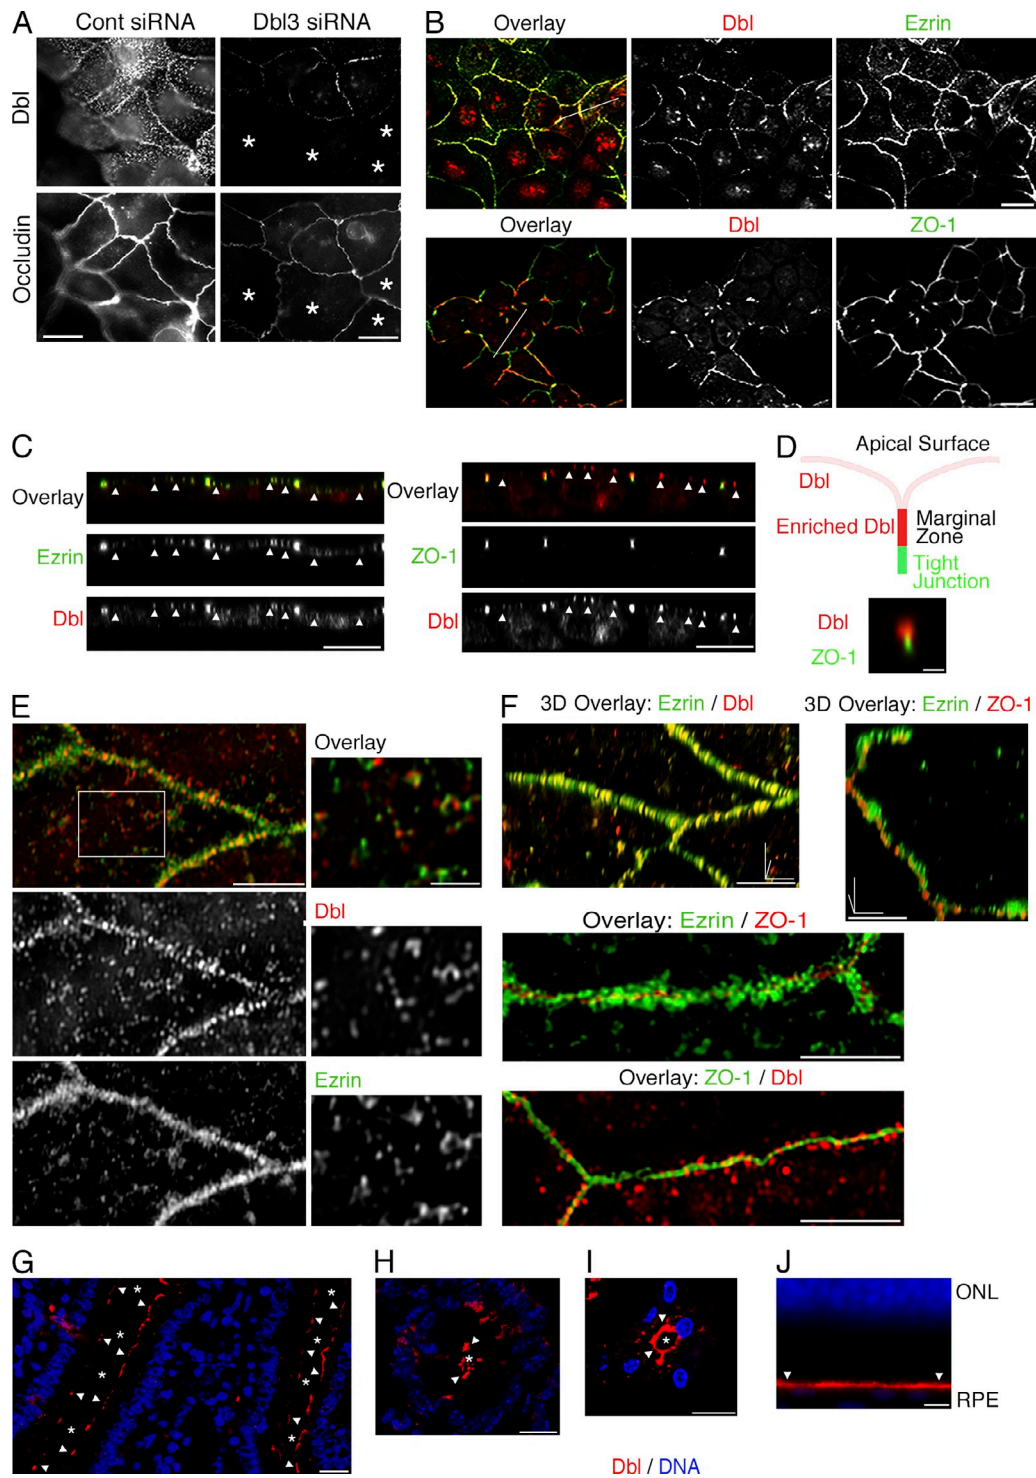 A
Cont siRNA
Dbl3 siRNA
Dbl
Occludin
B
Overlay
Dbl
Ezrin
Overlay
Dbl
ZO-1
C
Overlay
Ezrin
Dbl
Overlay
ZO-1
Dbl
D
Apical Surface
Dbl
Enriched Dbl
Marginal
Zone
Tight
Junction
Dbl
ZO-1
E
Overlay
Dbl
Ezrin
F
3D Overlay: Ezrin / Dbl
3D Overlay: Ezrin / ZO-1
Overlay: Ezrin / ZO-1
Overlay: ZO-1 / Dbl
G
H
I
J
ONL
RPE
Dbl / DNA